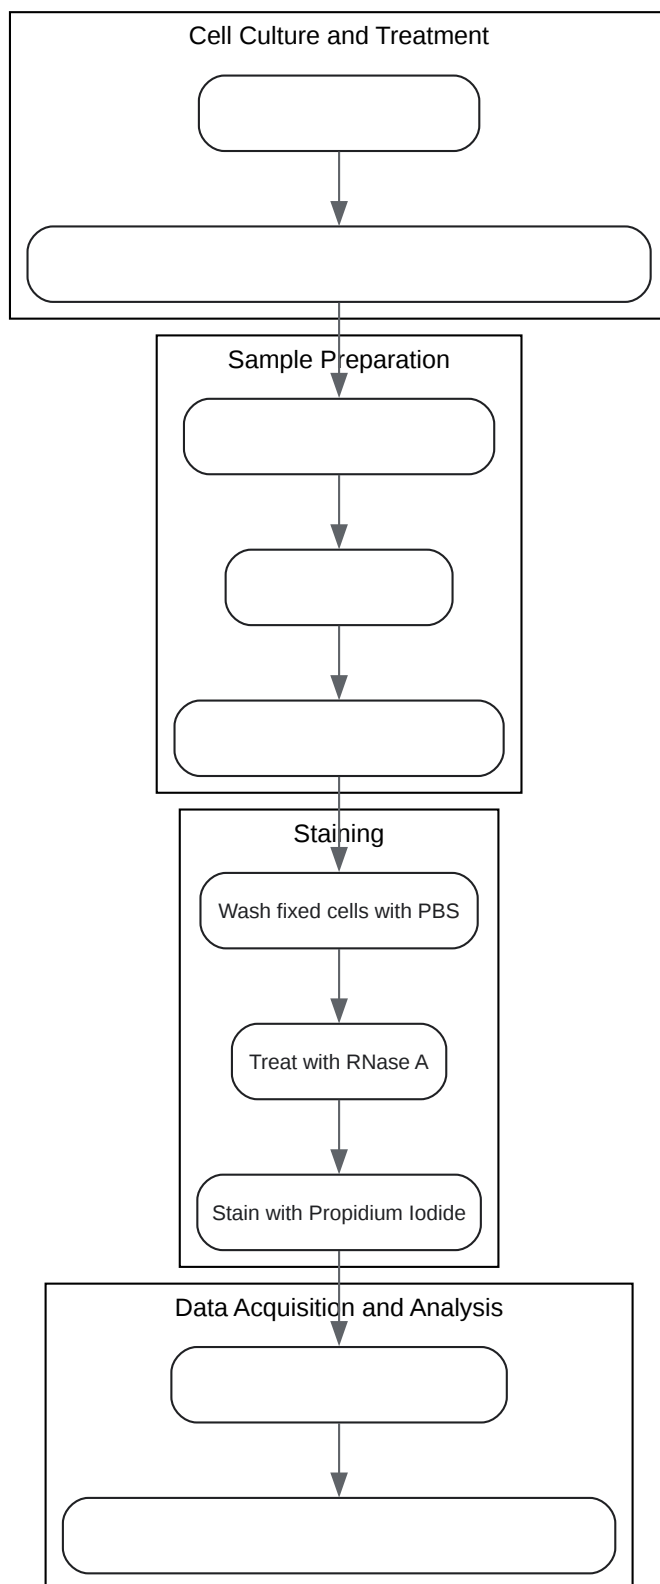 Cell Culture and Treatment
Sample Preparation
Staining
Wash fixed cells with PBS
Treat with RNase A
Stain with Propidium Iodide
Data Acquisition and Analysis